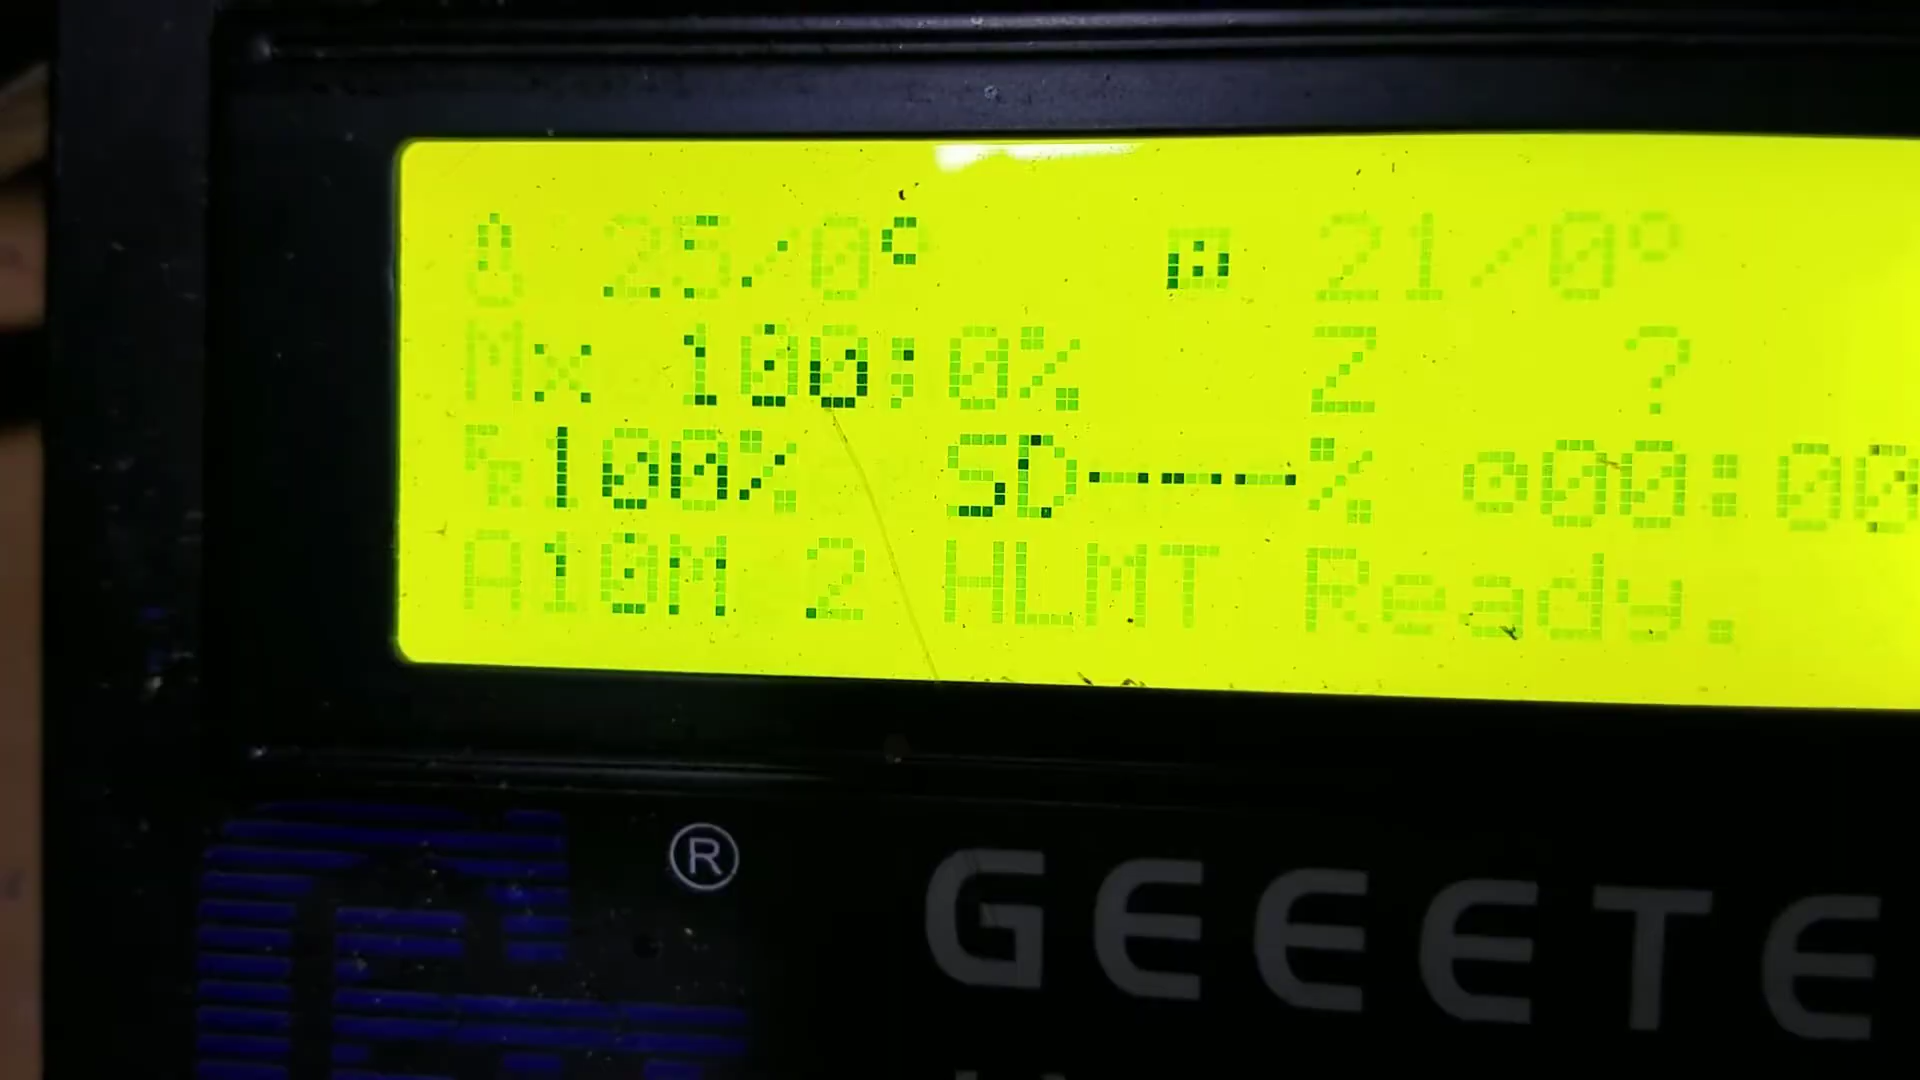 25/0° 21/0°
Mx 100;0% Z ?
100% SD----% 00:00
A10M 2 HLMT Ready.
®
GEEETE